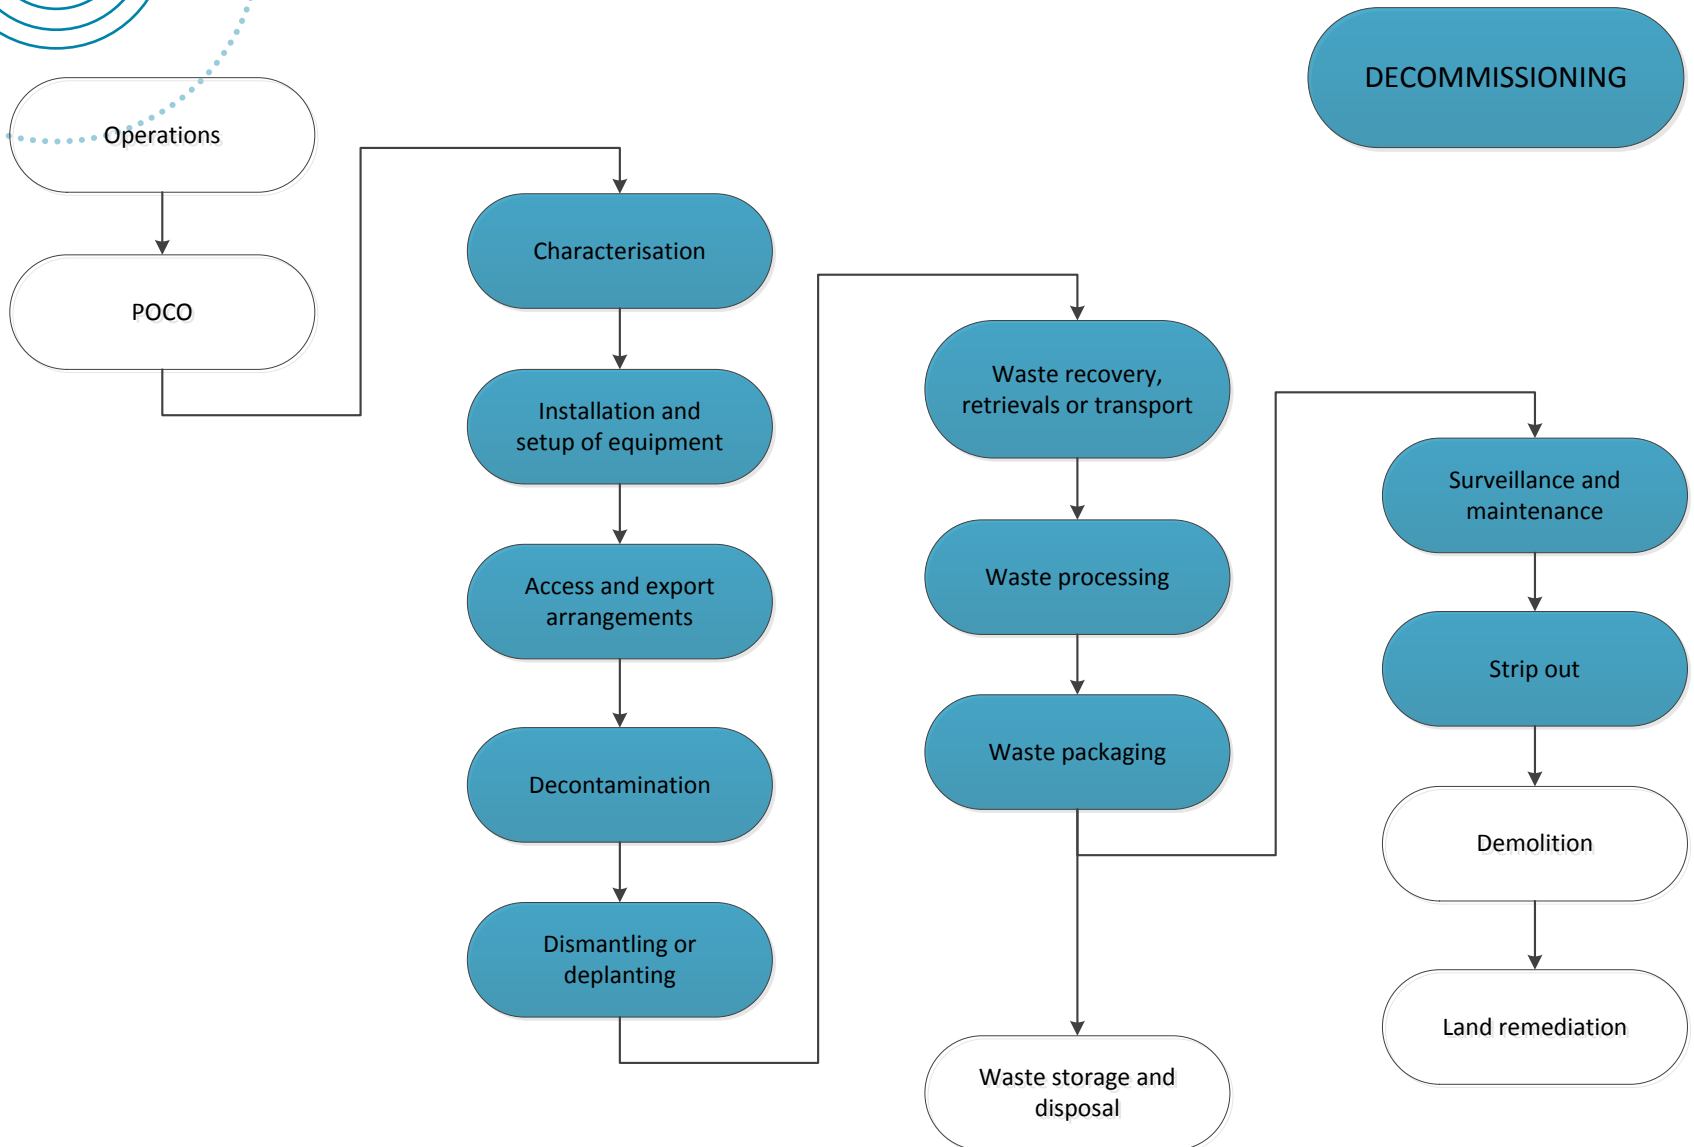 DECOMMISSIONING
Operations
POCO
Characterisation
Installation and
setup of equipment
Access and export
arrangements
Decontamination
Dismantling or
deplanting
Waste recovery,
retrievals or transport
Waste processing
Waste packaging
Waste storage and
disposal
Surveillance and
maintenance
Strip out
Demolition
Land remediation